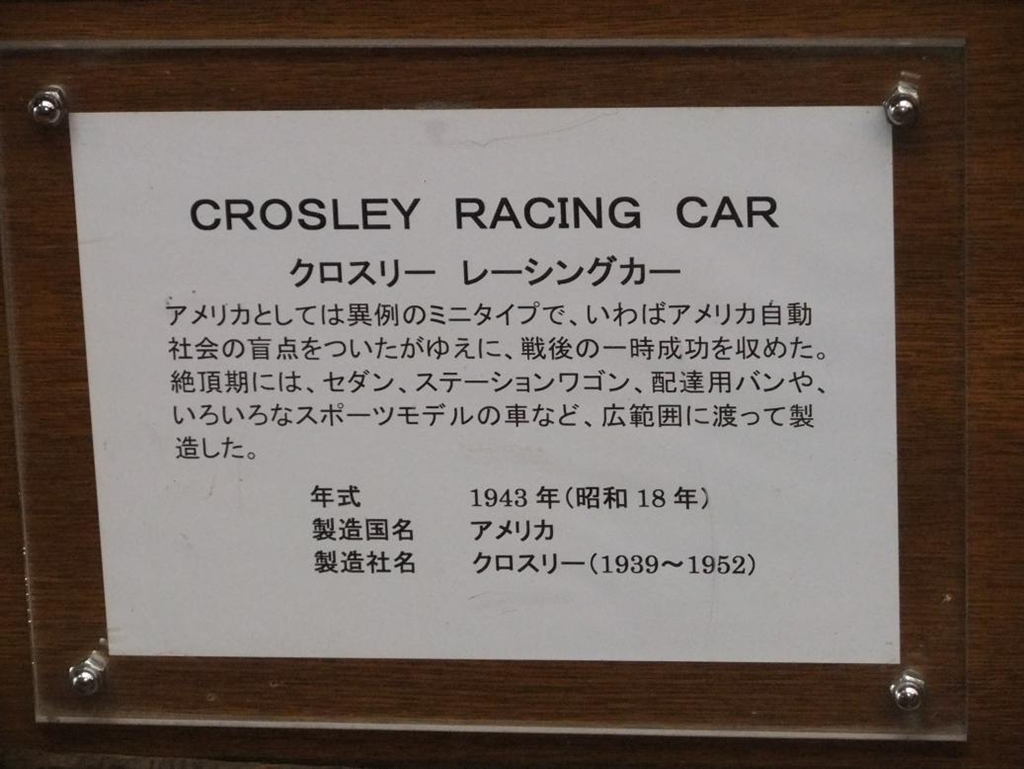 CROSLEY RACING CAR
クロスリー レーシングカー
アメリカとしては異例のミニタイプで、いわばアメリカ自動
社会の盲点をついたがゆえに、戦後の一時成功を収めた。
絶頂期には、セダン、ステーションワゴン、配達用バンや、
いろいろなスポーツモデルの車など、広範囲に渡って製
造した。
年式 1943 年(昭和 18 年)
製造国名 アメリカ
製造社名 クロスリー(1939～1952)